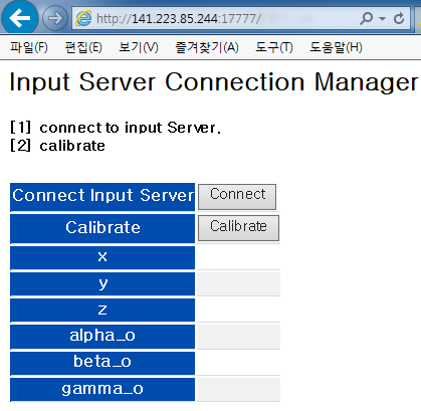 http://141.223.85.244:17777/
파일(F) 편집(E) 보기(V) 즐겨찾기(A) 도구(T) 도움말(H)
Input Server Connection Manager
[1] connect to input Server.
[2] calibrate
Connect Input Server Connect
Calibrate Calibrate
x
y
z
alpha_o
beta_o
gamma_o